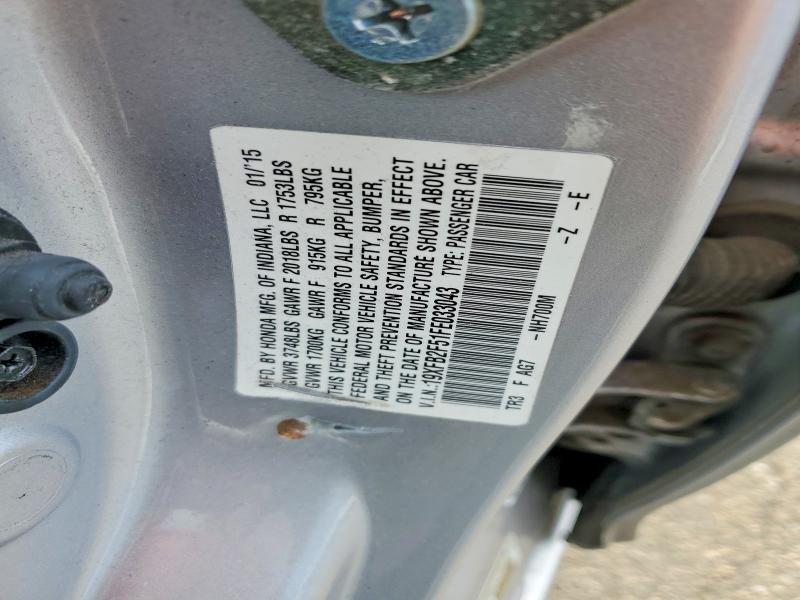 MFD. BY HONDA MFG. OF INDIANA, LLC 01/'15
GVWR 3748LBS GAWR F 2018LBS R 1753LBS
GVWR 1700KG GAWR F 915KG R 795KG
THIS VEHICLE CONFORMS TO ALL APPLICABLE
FEDERAL MOTOR VEHICLE SAFETY, BUMPER,
AND THEFT PREVENTION STANDARDS IN EFFECT
ON THE DATE OF MANUFACTURE SHOWN ABOVE.
V.I.N.:19XFB2F51FE033043 TYPE: PASSENGER CAR
TR3 F AG7 -NH700M -Z -E